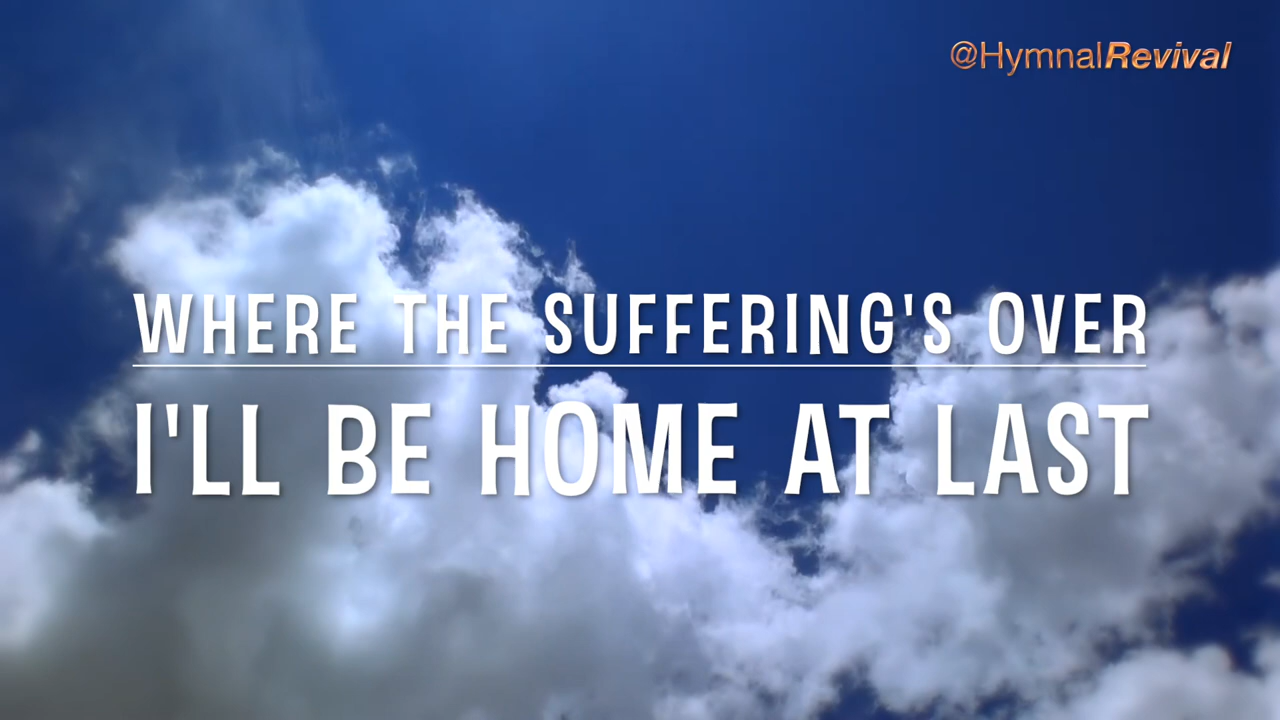 @HymnalRevival
WHERE THE SUFFERING'S OVER
I'LL BE HOME AT LAST